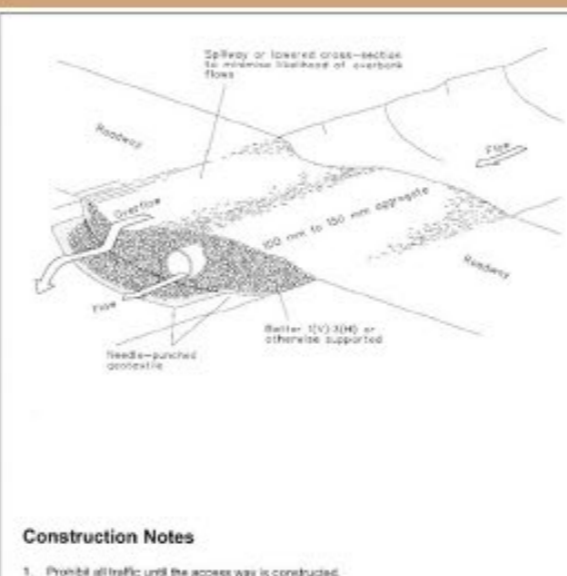 Spillway or lowered cross-section
to minimise likelihood of overbank
flows
Roadway
Flow
Overflow
100 mm to 150 mm aggregate
Roadway
Flow
Batter 1(V):3(H) or
otherwise supported
Needle-punched
geotextile
Construction Notes
1. Prohibit all traffic until the access way is constructed.